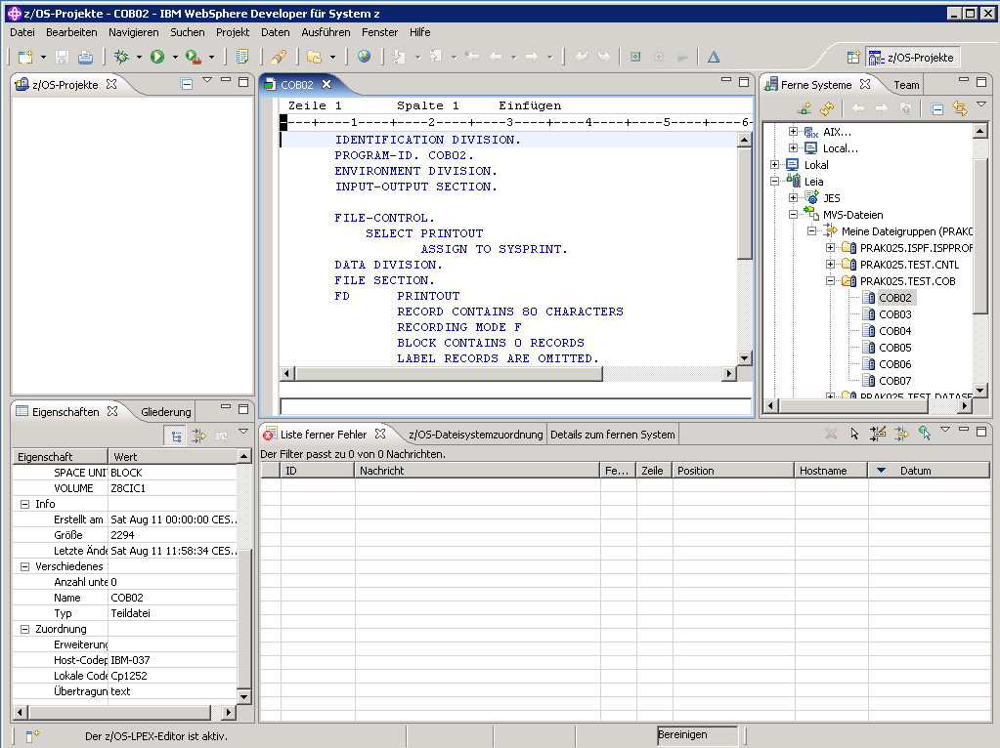 z/OS-Projekte - COB02 - IBM WebSphere Developer für System z
Datei Bearbeiten Navigieren Suchen Projekt Daten Ausführen Fenster Hilfe
z/OS-Projekte
z/OS-Projekte
COB02
Zeile 1 Spalte 1 Einfügen
----+----1----+----2----+----3----+----4----+----5----+----6-
IDENTIFICATION DIVISION.
PROGRAM-ID. COB02.
ENVIRONMENT DIVISION.
INPUT-OUTPUT SECTION.
FILE-CONTROL.
SELECT PRINTOUT
ASSIGN TO SYSPRINT.
DATA DIVISION.
FILE SECTION.
FD PRINTOUT
RECORD CONTAINS 80 CHARACTERS
RECORDING MODE F
BLOCK CONTAINS 0 RECORDS
LABEL RECORDS ARE OMITTED.
Ferne Systeme Team
AIX...
Local...
Lokal
Leia
JES
MVS-Dateien
Meine Dateigruppen (PRAK0
PRAK025.ISPF.ISPPROF
PRAK025.TEST.CNTL
PRAK025.TEST.COB
COB02
COB03
COB04
COB05
COB06
COB07
PRAK025.TEST.DATASE
Eigenschaften Gliederung
Eigenschaft Wert
SPACE UNI BLOCK
VOLUME Z8CIC1
Info
Erstellt am Sat Aug 11 00:00:00 CES..
Größe 2294
Letzte Ände Sat Aug 11 11:58:34 CES..
Verschiedenes
Anzahl unte 0
Name COB02
Typ Teildatei
Zuordnung
Erweiterung
Host-Codep IBM-037
Lokale Code Cp1252
Übertragun text
Liste ferner Fehler z/OS-Dateisystemzuordnung Details zum fernen System
Der Filter passt zu 0 von 0 Nachrichten.
ID Nachricht Fe... Zeile Position Hostname Datum
Der z/OS-LPEX-Editor ist aktiv.
Bereinigen